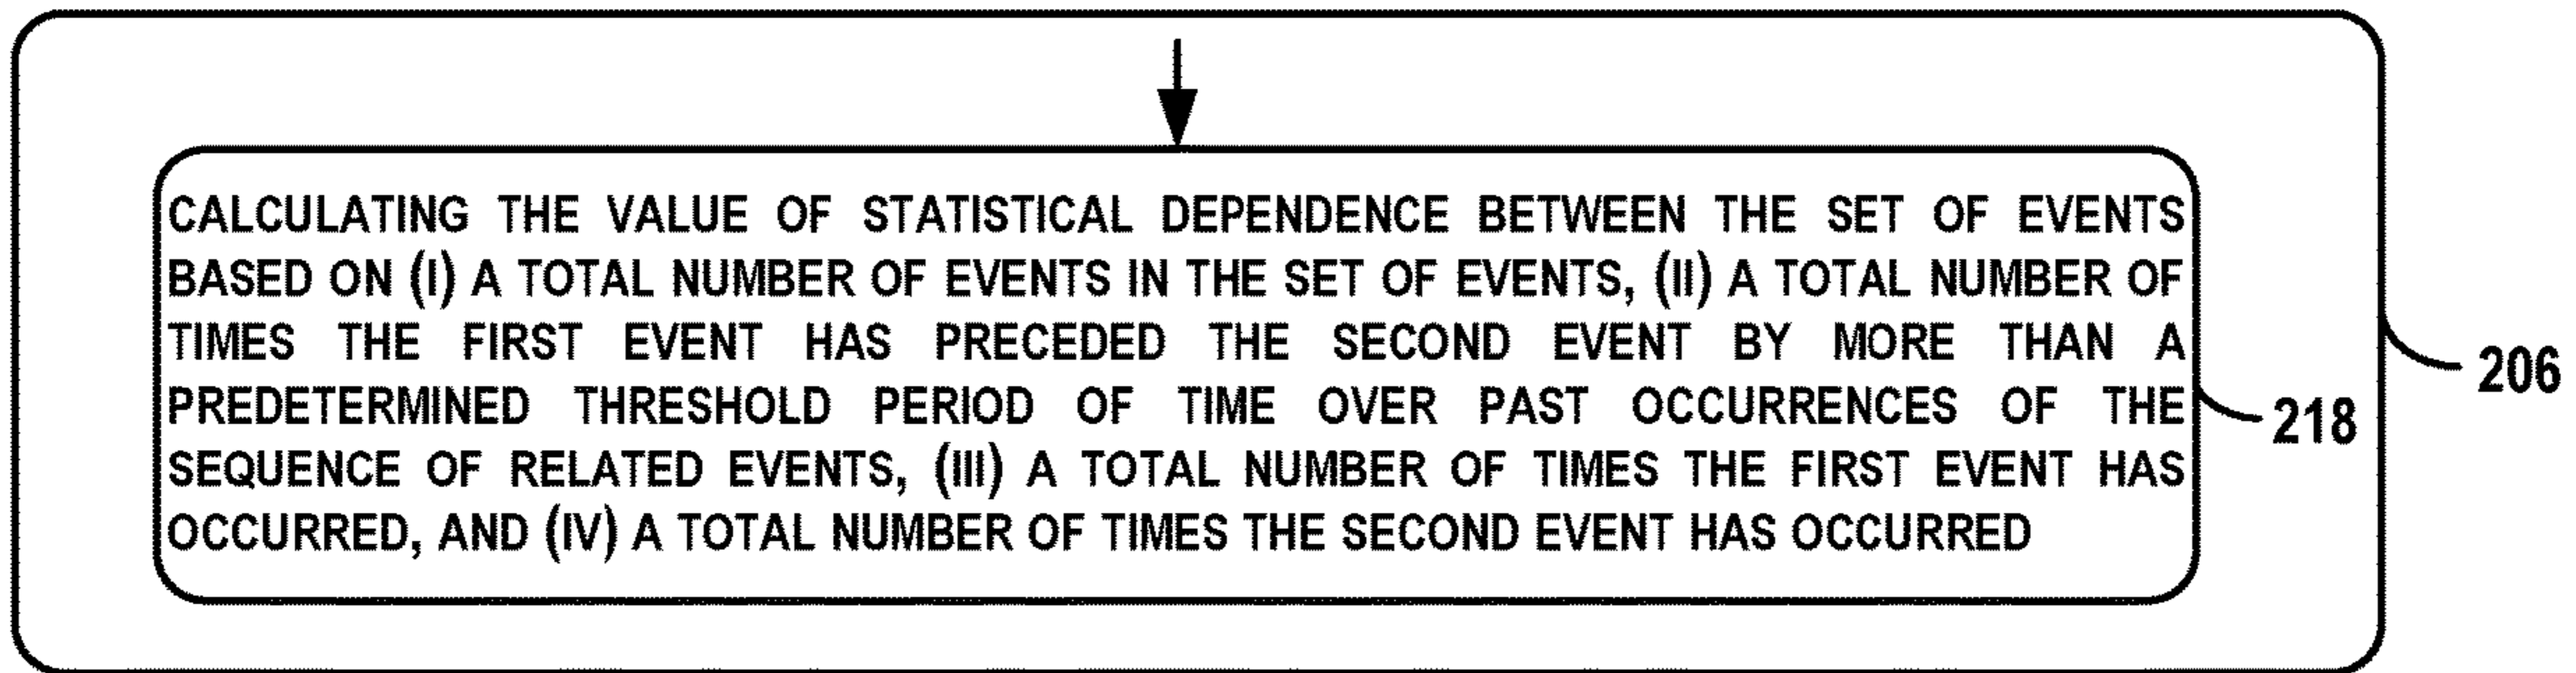 CALCULATING THE VALUE OF STATISTICAL DEPENDENCE BETWEEN THE SET OF EVENTS
BASED ON (I) A TOTAL NUMBER OF EVENTS IN THE SET OF EVENTS, (II) A TOTAL NUMBER OF
TIMES THE FIRST EVENT HAS PRECEDED THE SECOND EVENT BY MORE THAN A
PREDETERMINED THRESHOLD PERIOD OF TIME OVER PAST OCCURRENCES OF THE
SEQUENCE OF RELATED EVENTS, (III) A TOTAL NUMBER OF TIMES THE FIRST EVENT HAS
OCCURRED, AND (IV) A TOTAL NUMBER OF TIMES THE SECOND EVENT HAS OCCURRED
206
218